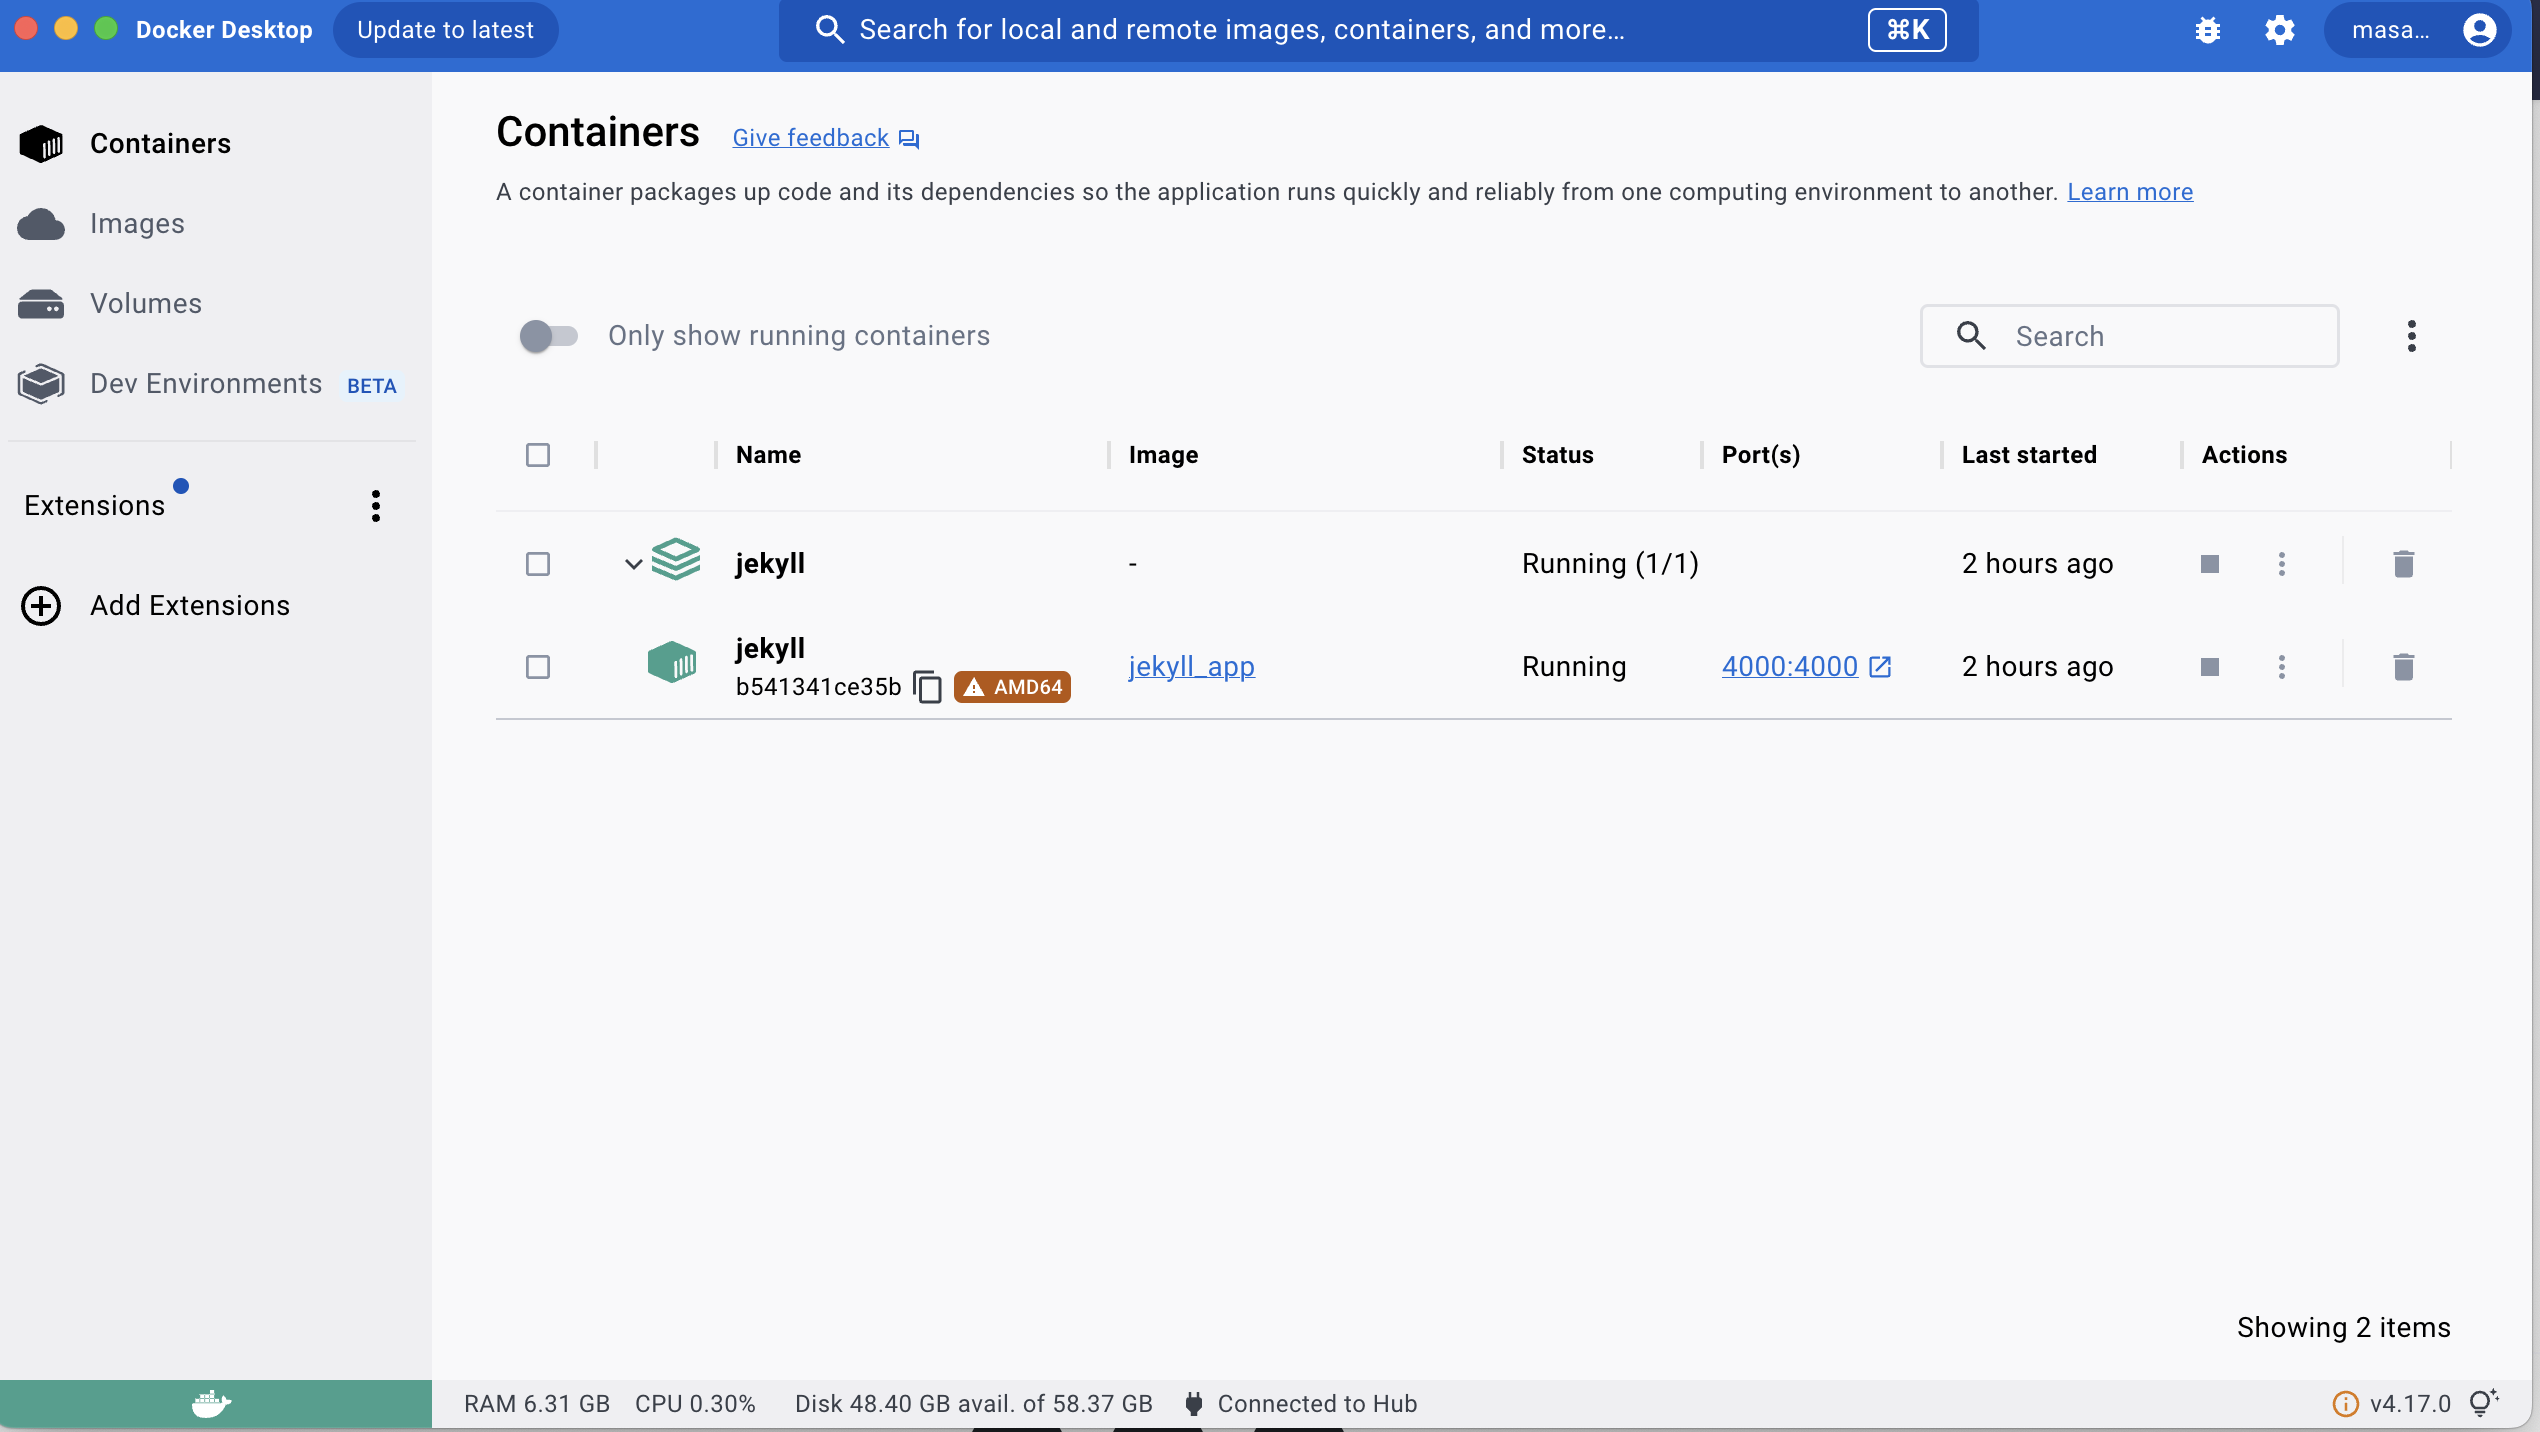 Docker Desktop
Update to latest
Search for local and remote images, containers, and more...
⌘K
masa...
Containers
Images
Volumes
Dev Environments BETA
Extensions
Add Extensions
Containers
Give feedback
A container packages up code and its dependencies so the application runs quickly and reliably from one computing environment to another. Learn more
Only show running containers
Search
Name Image Status Port(s) Last started Actions
jekyll - Running (1/1) 2 hours ago
jekyll
b541341ce35b AMD64 jekyll_app Running 4000:4000 2 hours ago
Showing 2 items
RAM 6.31 GB CPU 0.30% Disk 48.40 GB avail. of 58.37 GB Connected to Hub v4.17.0